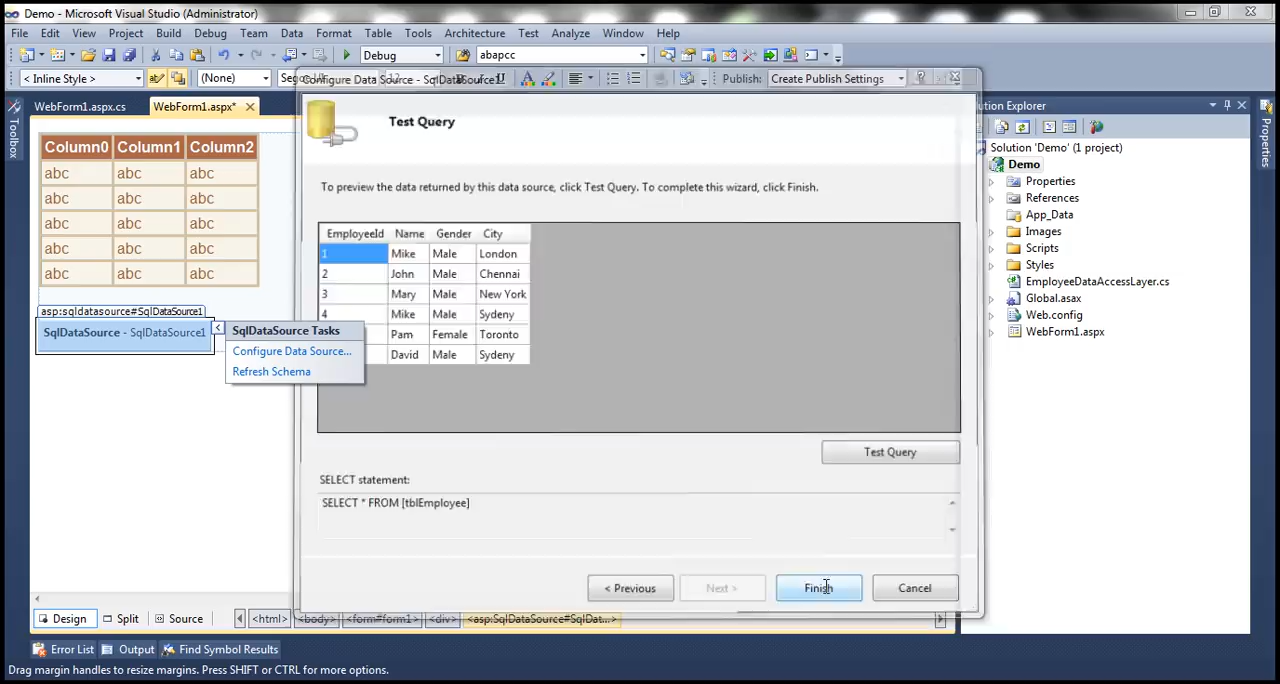 Demo - Microsoft Visual Studio (Administrator)
File Edit View Project Build Debug Team Data Format Table Tools Architecture Test Analyze Window Help
Debug abapcc
< Inline Style > (None) Publish: Create Publish Settings
Configure Data Source - SqlDataSource1
WebForm1.aspx.cs WebForm1.aspx*
Toolbox
Column0 Column1 Column2
abc abc abc
abc abc abc
abc abc abc
abc abc abc
abc abc abc
asp:sqldatasource#SqlDataSource1
SqlDataSource - SqlDataSource1
SqlDataSource Tasks
Configure Data Source...
Refresh Schema
Test Query
To preview the data returned by this data source, click Test Query. To complete this wizard, click Finish.
EmployeeId Name Gender City
1 Mike Male London
2 John Male Chennai
3 Mary Male New York
4 Mike Male Sydeny
Pam Female Toronto
David Male Sydeny
Test Query
SELECT statement:
SELECT * FROM [tblEmployee]
< Previous Next > Finish Cancel
Solution 'Demo' (1 project)
Demo
Properties
References
App_Data
Images
Scripts
Styles
EmployeeDataAccessLayer.cs
Global.asax
Web.config
WebForm1.aspx
Properties
Design Split Source <html> <body> <form#form1> <div> <asp:SqlDataSource#SqlDat...>
Error List Output Find Symbol Results
Drag margin handles to resize margins. Press SHIFT or CTRL for more options.